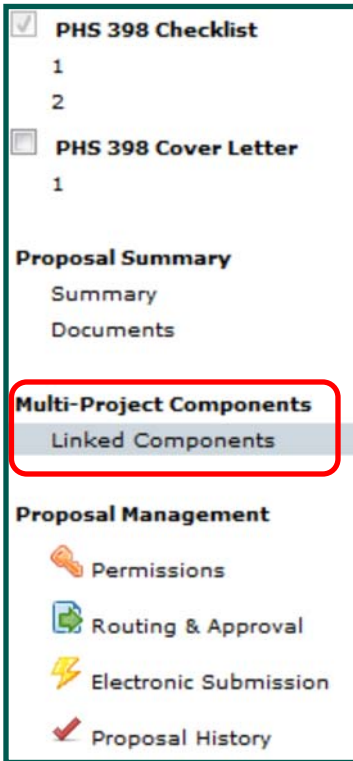 PHS 398 Checklist
1
2
PHS 398 Cover Letter
1
Proposal Summary
Summary
Documents
Multi-Project Components
Linked Components
Proposal Management
Permissions
Routing & Approval
Electronic Submission
Proposal History